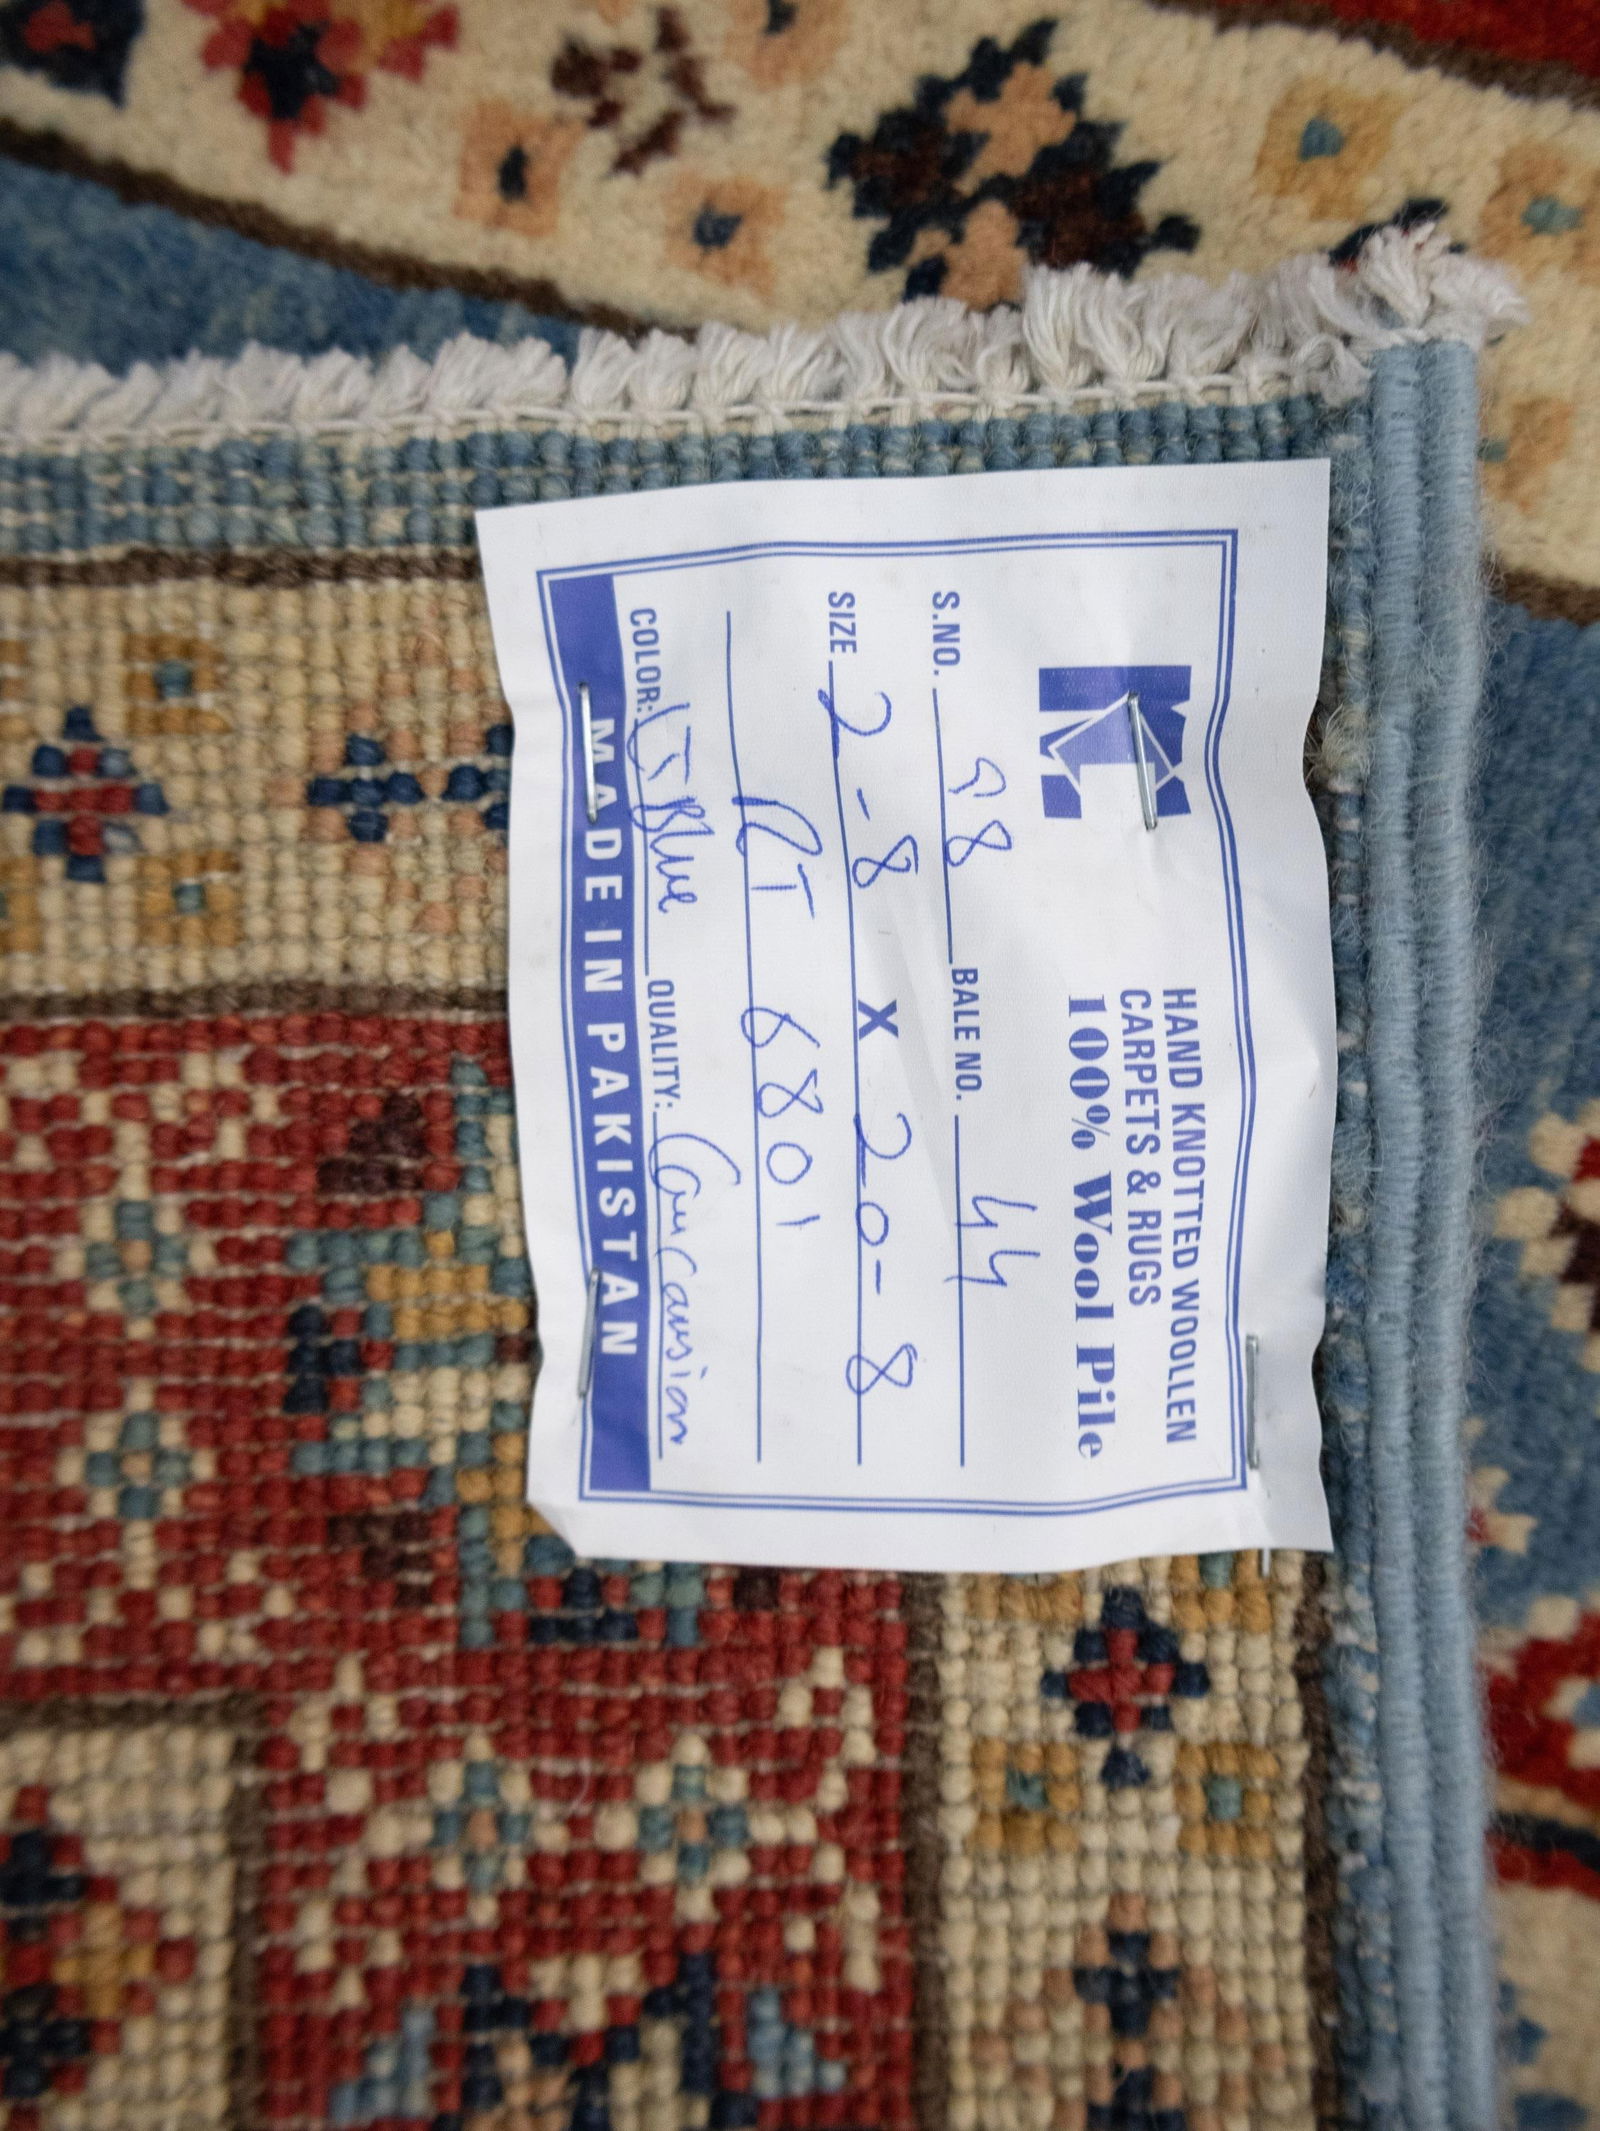 HAND KNOTTED WOOLLEN
CARPETS & RUGS
100% Wool Pile
S.NO. 98 BALE NO. 44
SIZE 2-8 X 20-8
RT 6801
COLOR: LT Blue QUALITY: Caucasian
MADE IN PAKISTAN